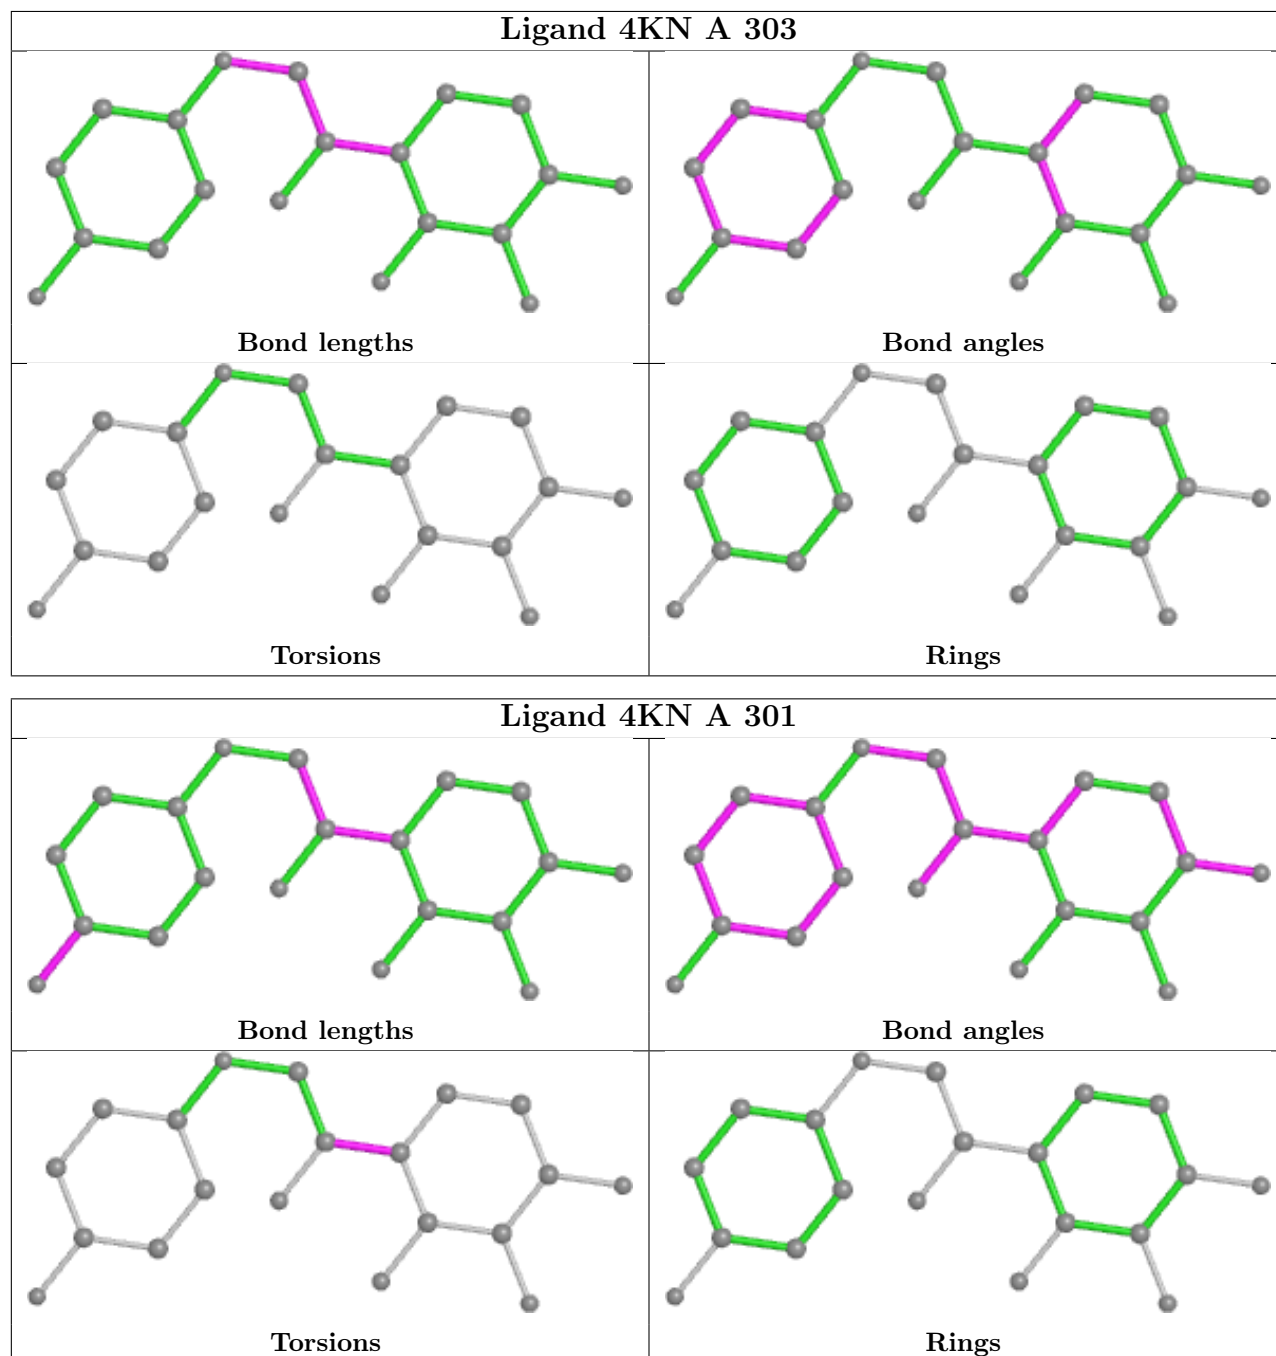 Ligand 4KN A 303
Bond lengths
Bond angles
Torsions
Rings
Ligand 4KN A 301
Bond lengths
Bond angles
Torsions
Rings